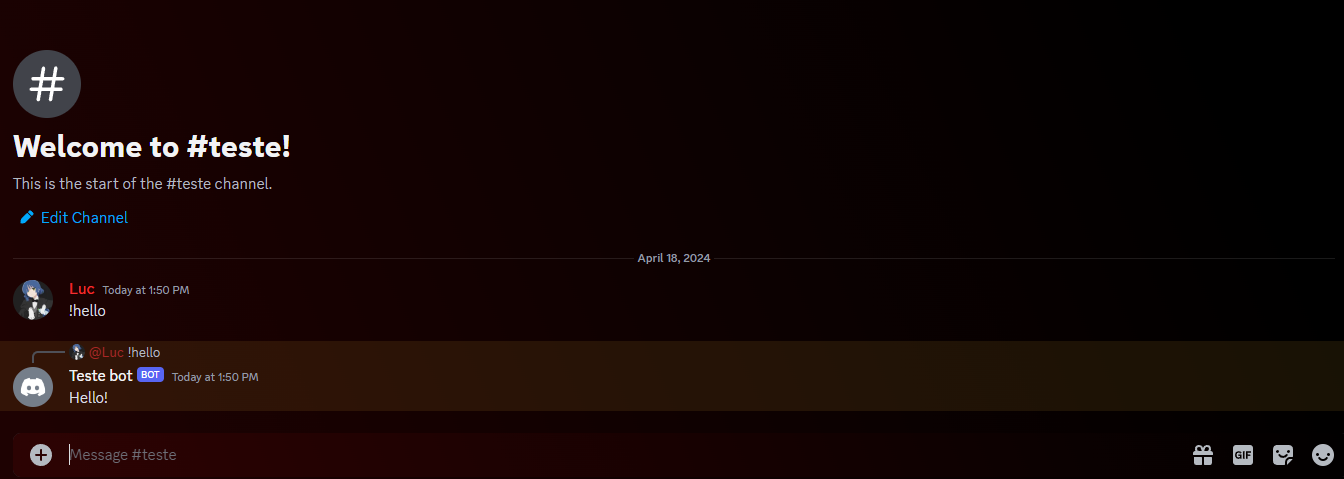 Welcome to #teste!
This is the start of the #teste channel.
Edit Channel
April 18, 2024
Luc Today at 1:50 PM
!hello
@Luc !hello
Teste bot BOT Today at 1:50 PM
Hello!
Message #teste
GIF